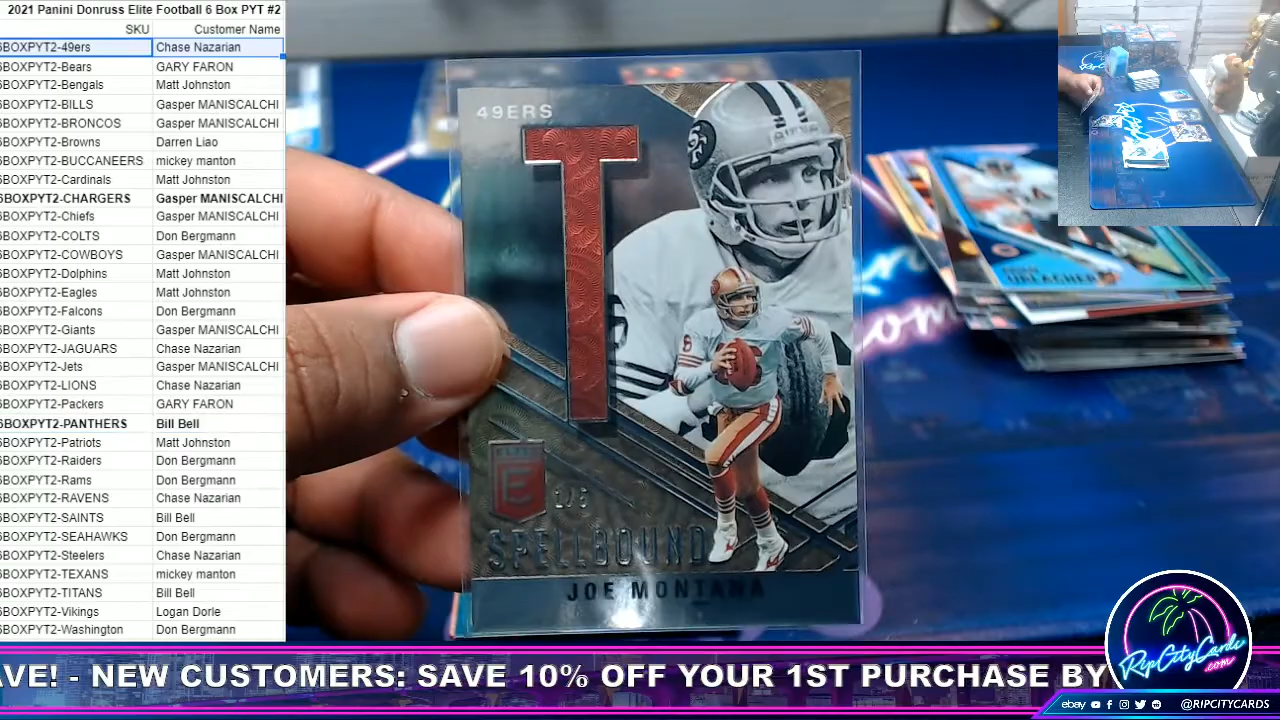 2021 Panini Donruss Elite Football 6 Box PYT #2
SKU Customer Name
6BOXPYT2-49ers Chase Nazarian
6BOXPYT2-Bears GARY FARON
6BOXPYT2-Bengals Matt Johnston
6BOXPYT2-BILLS Gasper MANISCALCHI
6BOXPYT2-BRONCOS Gasper MANISCALCHI
6BOXPYT2-Browns Darren Liao
6BOXPYT2-BUCCANEERS mickey manton
6BOXPYT2-Cardinals Matt Johnston
6BOXPYT2-CHARGERS Gasper MANISCALCHI
6BOXPYT2-Chiefs Gasper MANISCALCHI
6BOXPYT2-COLTS Don Bergmann
6BOXPYT2-COWBOYS Gasper MANISCALCHI
6BOXPYT2-Dolphins Matt Johnston
6BOXPYT2-Eagles Matt Johnston
6BOXPYT2-Falcons Don Bergmann
6BOXPYT2-Giants Gasper MANISCALCHI
6BOXPYT2-JAGUARS Chase Nazarian
6BOXPYT2-Jets Gasper MANISCALCHI
6BOXPYT2-LIONS Chase Nazarian
6BOXPYT2-Packers GARY FARON
6BOXPYT2-PANTHERS Bill Bell
6BOXPYT2-Patriots Matt Johnston
6BOXPYT2-Raiders Don Bergmann
6BOXPYT2-Rams Don Bergmann
6BOXPYT2-RAVENS Chase Nazarian
6BOXPYT2-SAINTS Bill Bell
6BOXPYT2-SEAHAWKS Don Bergmann
6BOXPYT2-Steelers Chase Nazarian
6BOXPYT2-TEXANS mickey manton
6BOXPYT2-TITANS Bill Bell
6BOXPYT2-Vikings Logan Dorle
6BOXPYT2-Washington Don Bergmann
49ERS
T
ELITE
E
1/5
SPELLBOUND
JOE MONTANA
BRIAN
URLACHER
com
AVE! - NEW CUSTOMERS: SAVE 10% OFF YOUR 1ST PURCHASE BY
RipCityCards
.com
ebay @RIPCITYCARDS